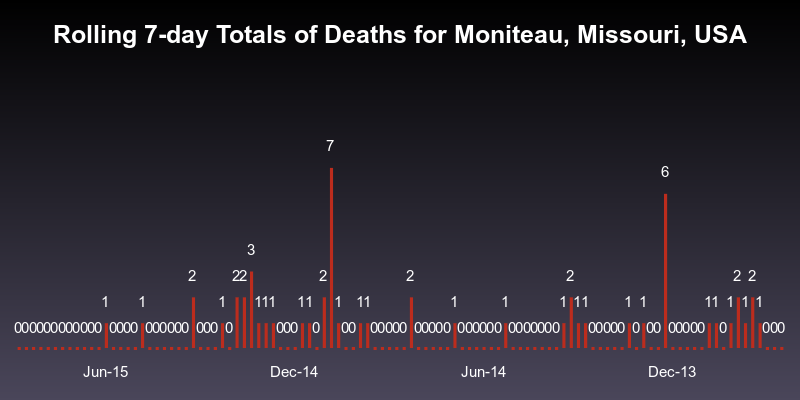 Rolling 7-day Totals of Deaths for Moniteau, Missouri, USA
7
6
3
2 22 2 2 2 2 2
1 1 1 111 11 1 11 1 1 1 11 1 1 11 1 1 1
000000000000 0000 000000 000 0 000 0 00 00000 00000 000000 0000000 00000 0 00 00000 0 000
Jun-15 Dec-14 Jun-14 Dec-13